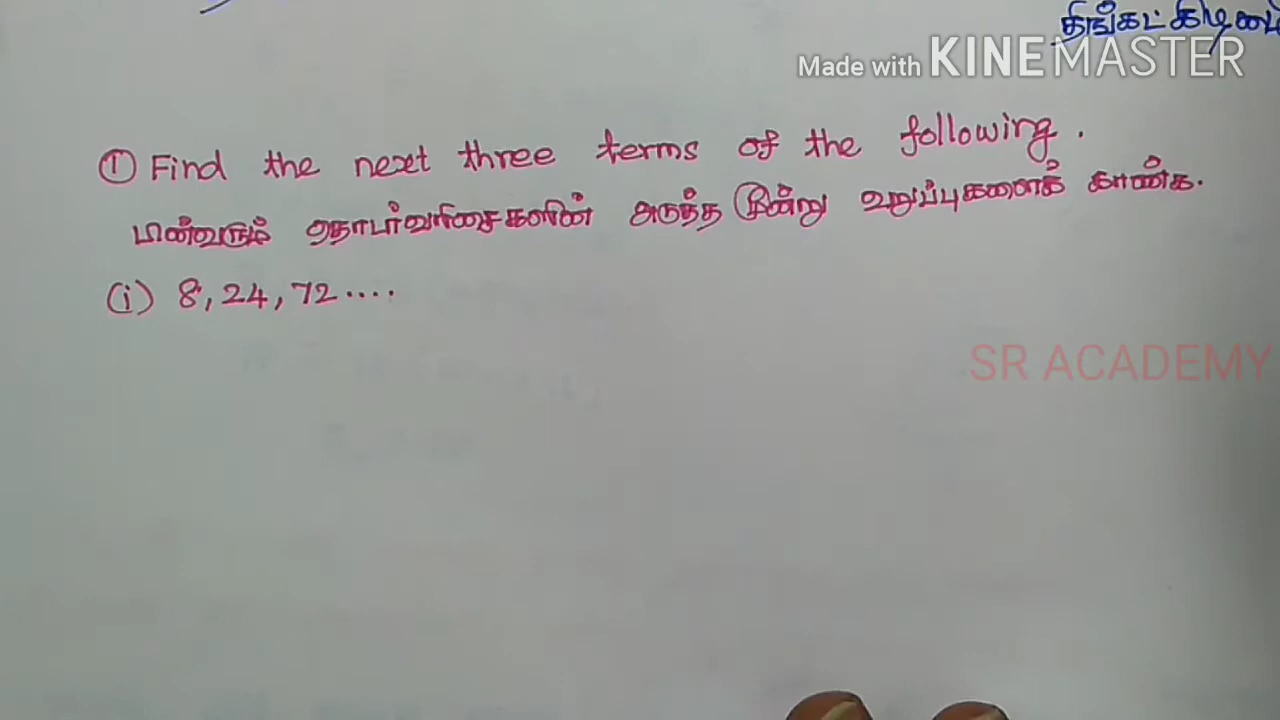 திங்கட்கிழமை
Made with KINEMASTER
① Find the next three terms of the following.
பின்வரும் தொடர்வரிசைகளின் அடுத்த மூன்று உறுப்புகளைக் காண்க.
(i) 8, 24, 72 ....
SR ACADEMY